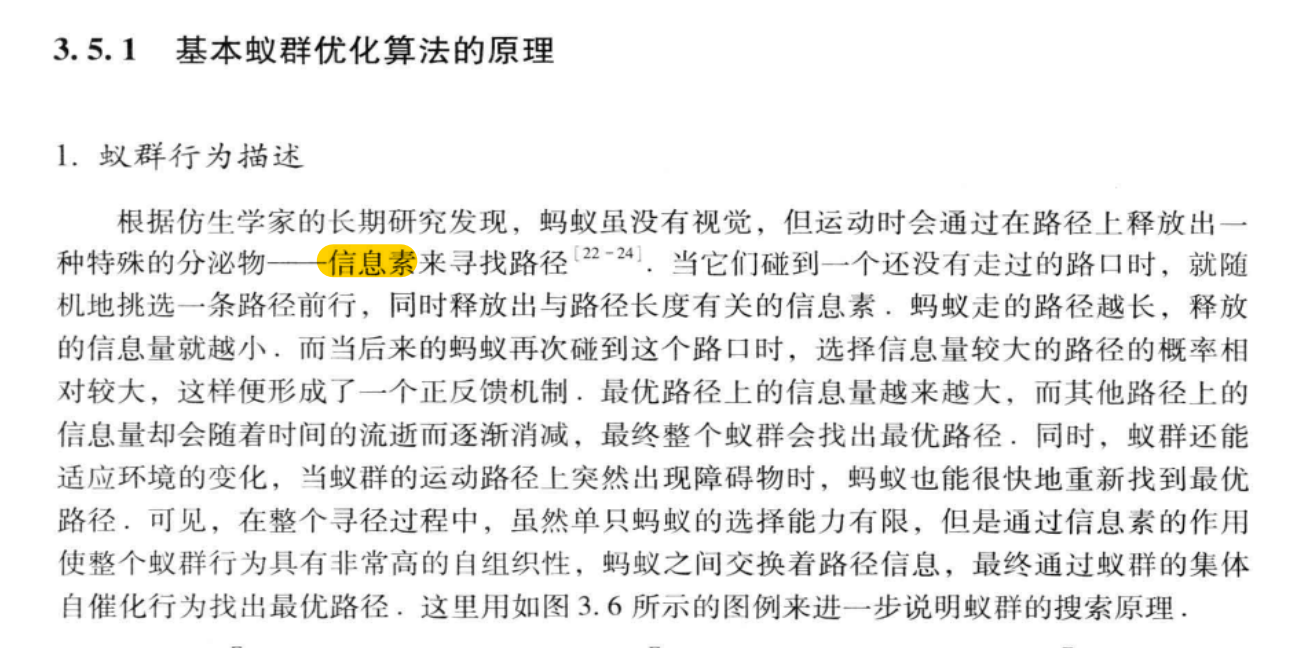 3.5.1 基本蚁群优化算法的原理
1. 蚁群行为描述
根据仿生学家的长期研究发现，蚂蚁虽没有视觉，但运动时会通过在路径上释放出一
种特殊的分泌物——信息素来寻找路径[22-24]．当它们碰到一个还没有走过的路口时，就随
机地挑选一条路径前行，同时释放出与路径长度有关的信息素．蚂蚁走的路径越长，释放
的信息量就越小．而当后来的蚂蚁再次碰到这个路口时，选择信息量较大的路径的概率相
对较大，这样便形成了一个正反馈机制．最优路径上的信息量越来越大，而其他路径上的
信息量却会随着时间的流逝而逐渐消减，最终整个蚁群会找出最优路径．同时，蚁群还能
适应环境的变化，当蚁群的运动路径上突然出现障碍物时，蚂蚁也能很快地重新找到最优
路径．可见，在整个寻径过程中，虽然单只蚂蚁的选择能力有限，但是通过信息素的作用
使整个蚁群行为具有非常高的自组织性，蚂蚁之间交换着路径信息，最终通过蚁群的集体
自催化行为找出最优路径．这里用如图 3.6 所示的图例来进一步说明蚁群的搜索原理．